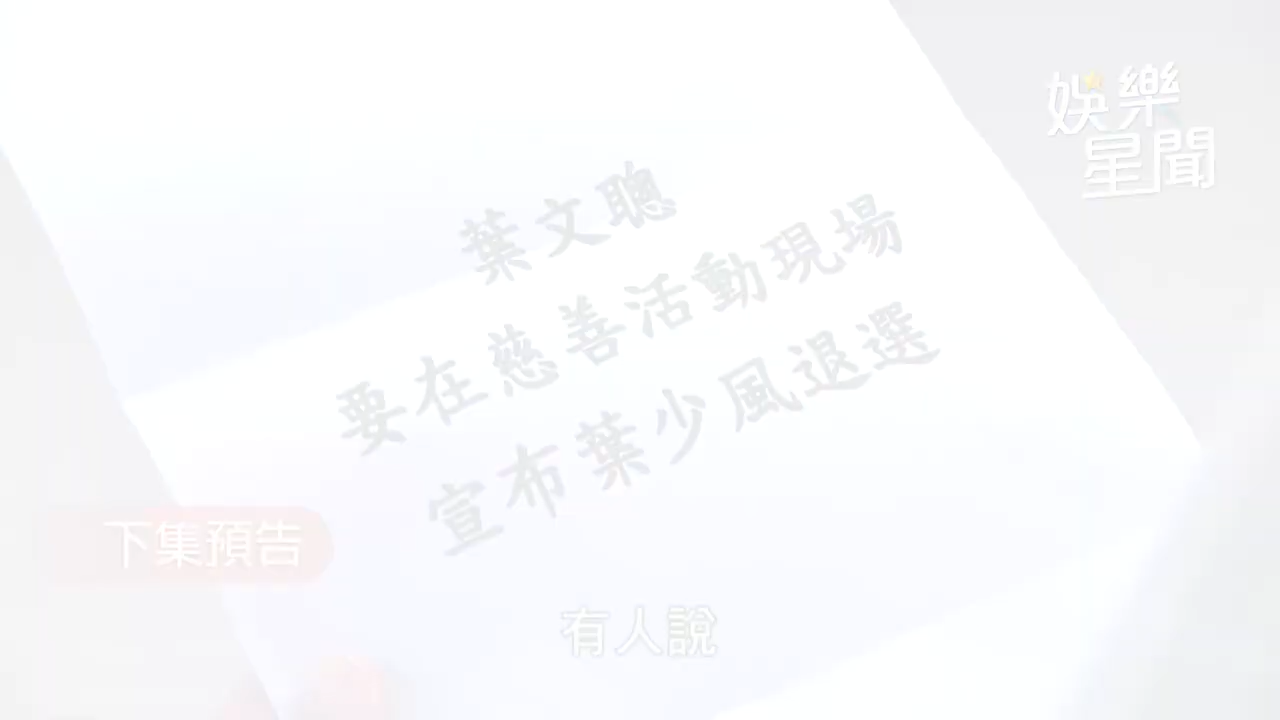 娛樂
星聞
葉文聰
要在慈善活動現場
宣布葉少風退選
下集預告
有人說